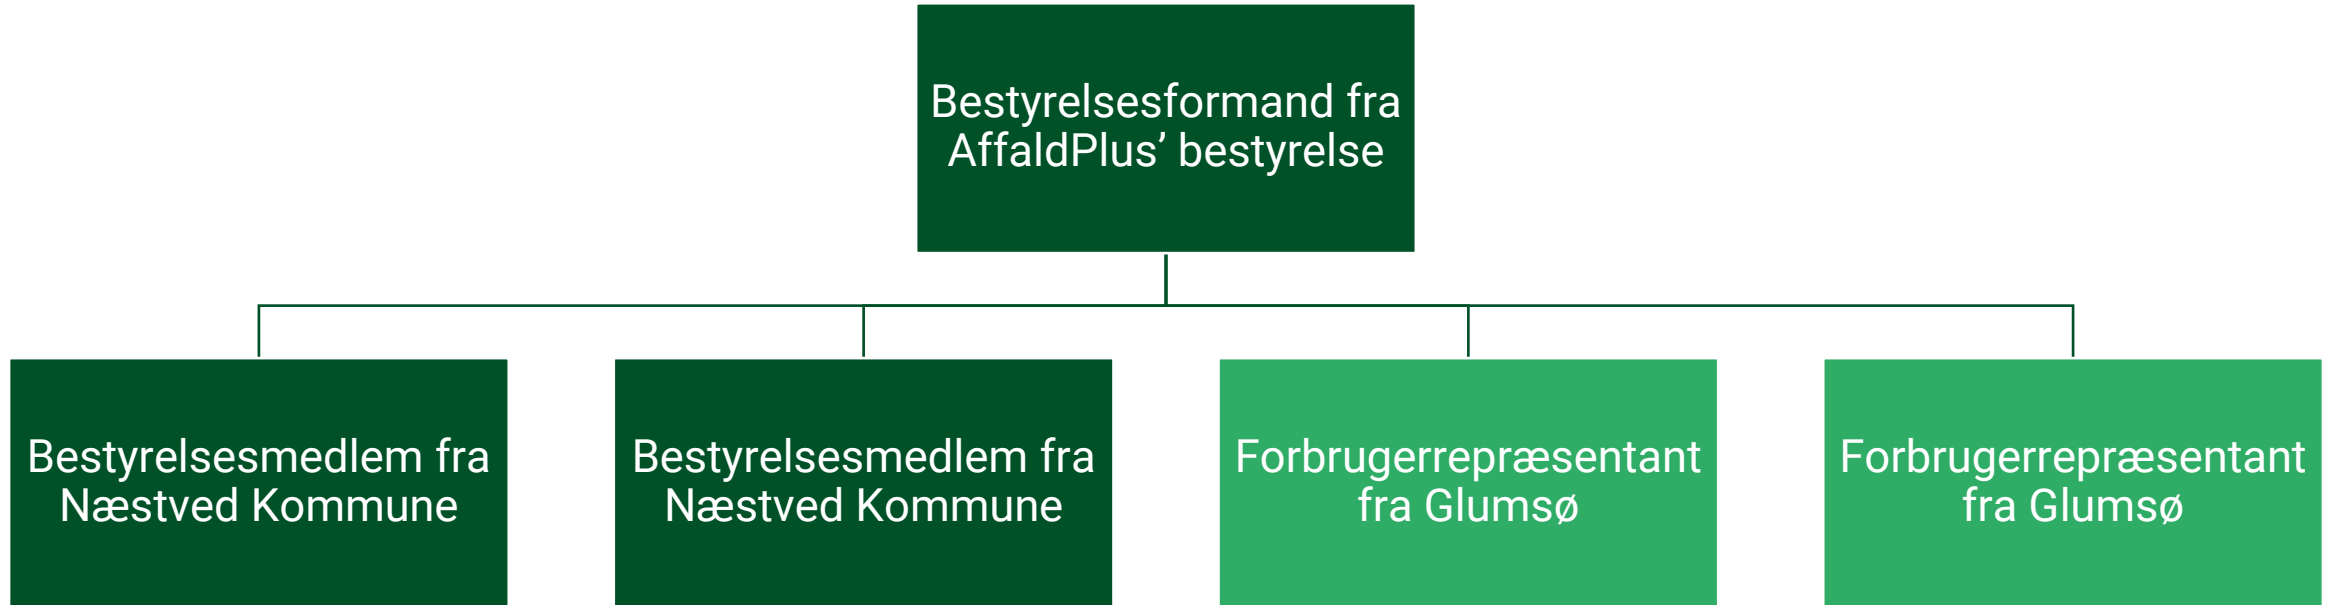 Bestyrelsesformand fra
AffaldPlus’ bestyrelse
Bestyrelsesmedlem fra
Næstved Kommune
Bestyrelsesmedlem fra
Næstved Kommune
Forbrugerrepræsentant
fra Glumsø
Forbrugerrepræsentant
fra Glumsø